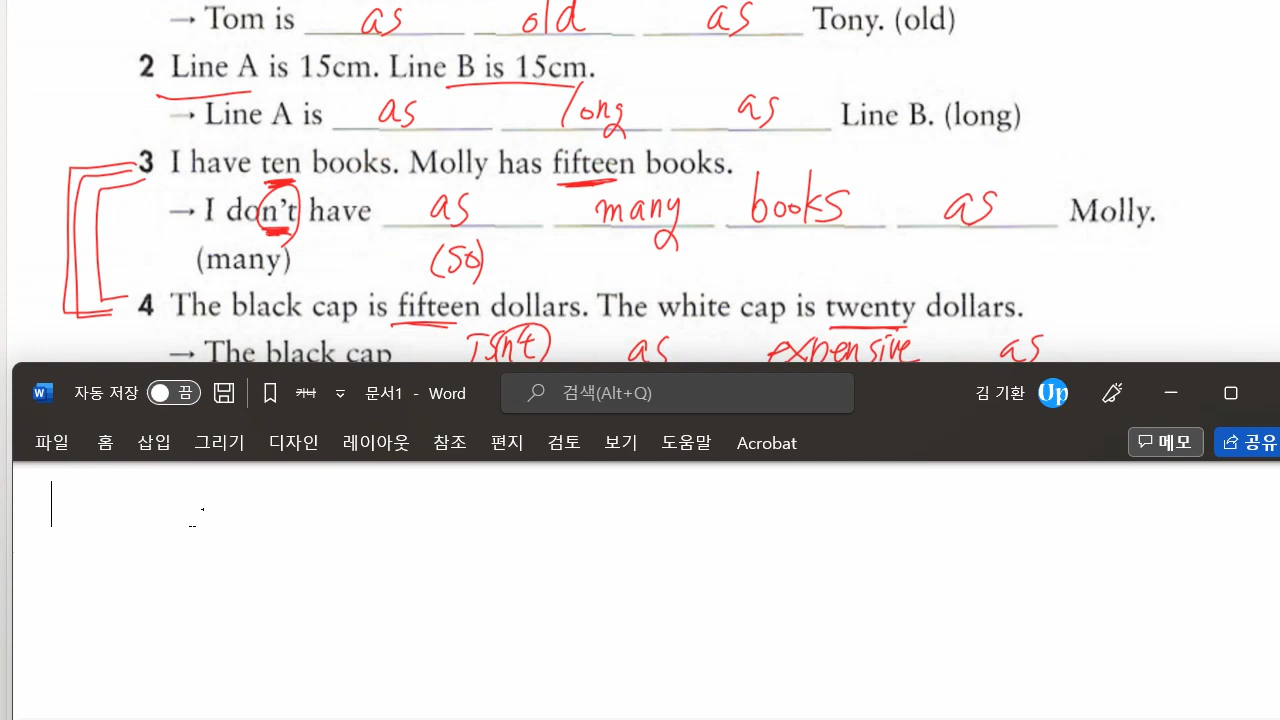 → Tom is as old as Tony. (old)
2 Line A is 15cm. Line B is 15cm.
→ Line A is as long as Line B. (long)
3 I have ten books. Molly has fifteen books.
→ I don't have as many books as Molly.
(many) (so)
4 The black cap is fifteen dollars. The white cap is twenty dollars.
→ The black cap isn't as expensive as
자동 저장 끔 가나 문서1 - Word 검색(Alt+Q) 김 기환 Up
파일 홈 삽입 그리기 디자인 레이아웃 참조 편지 검토 보기 도움말 Acrobat 메모 공유